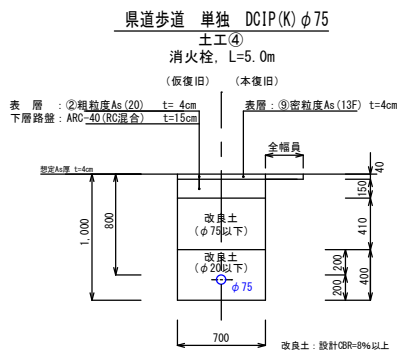 県道歩道 単独 DCIP(K)φ75
土工④
消火栓, L=5.0m
(仮復旧) (本復旧)
表 層 : ②粗粒度As(20) t= 4cm
表層 : ⑨密粒度As(13F) t=4cm
下層路盤 : ARC-40(RC混合) t=15cm
全幅員
想定As厚 t=4cm
40
150
410
400
200
200
1,000
800
改良土
(φ75以下)
改良土
(φ20以下)
φ75
700
改良土 : 設計CBR=8%以上